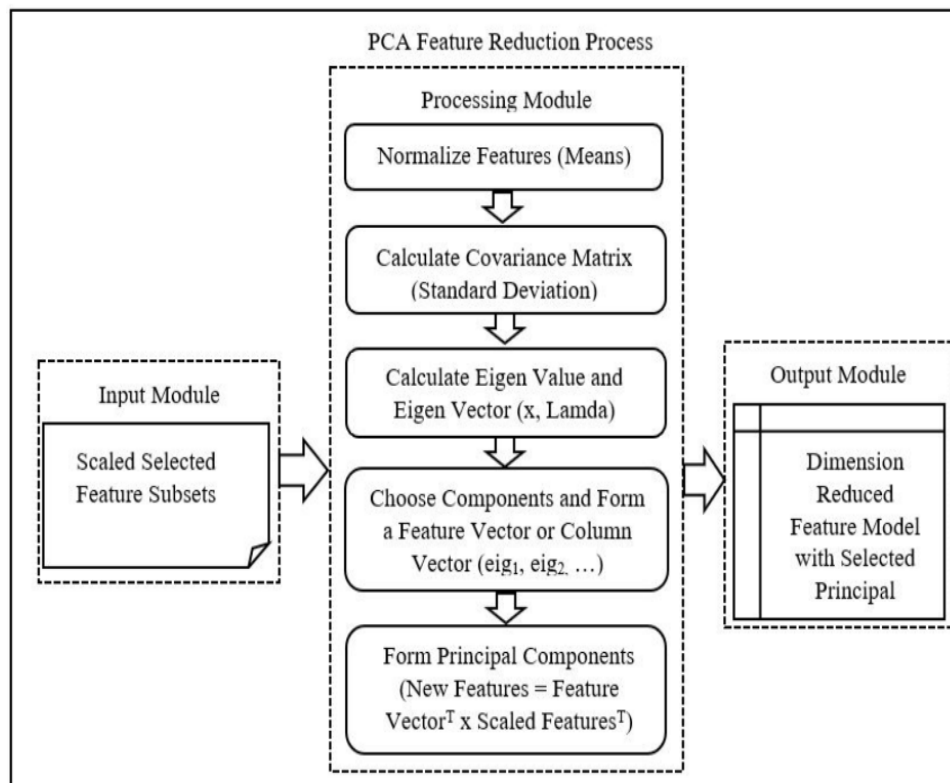 PCA Feature Reduction Process
Input Module
Scaled Selected
Feature Subsets
Processing Module
Normalize Features (Means)
Calculate Covariance Matrix
(Standard Deviation)
Calculate Eigen Value and
Eigen Vector (x, Lamda)
Choose Components and Form
a Feature Vector or Column
Vector (eig₁, eig₂, …)
Form Principal Components
(New Features = Feature
Vectorᵀ x Scaled Featuresᵀ)
Output Module
Dimension
Reduced
Feature Model
with Selected
Principal